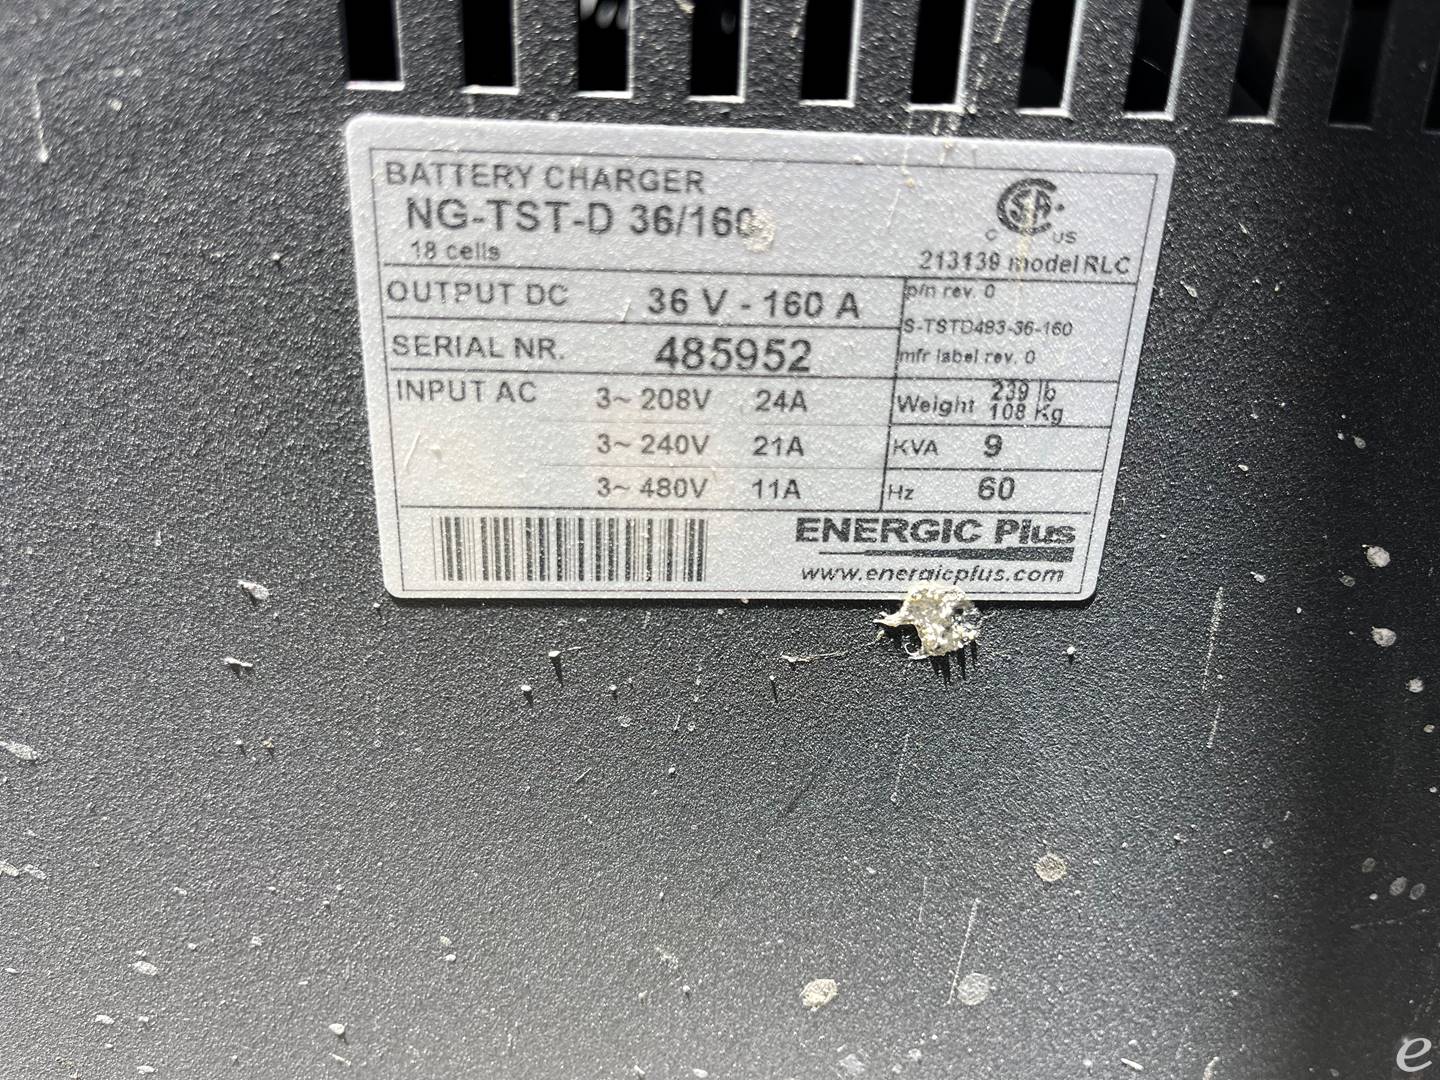 BATTERY CHARGER
NG-TST-D 36/160
18 cells
CSA
C US
213139 model RLC
OUTPUT DC 36 V - 160 A
p/n rev. 0
S-TSTD493-36-160
mfr label rev. 0
SERIAL NR. 485952
INPUT AC 3~ 208V 24A
3~ 240V 21A
3~ 480V 11A
Weight 239 lb
108 Kg
KVA 9
Hz 60
ENERGIC Plus
www.energicplus.com
e